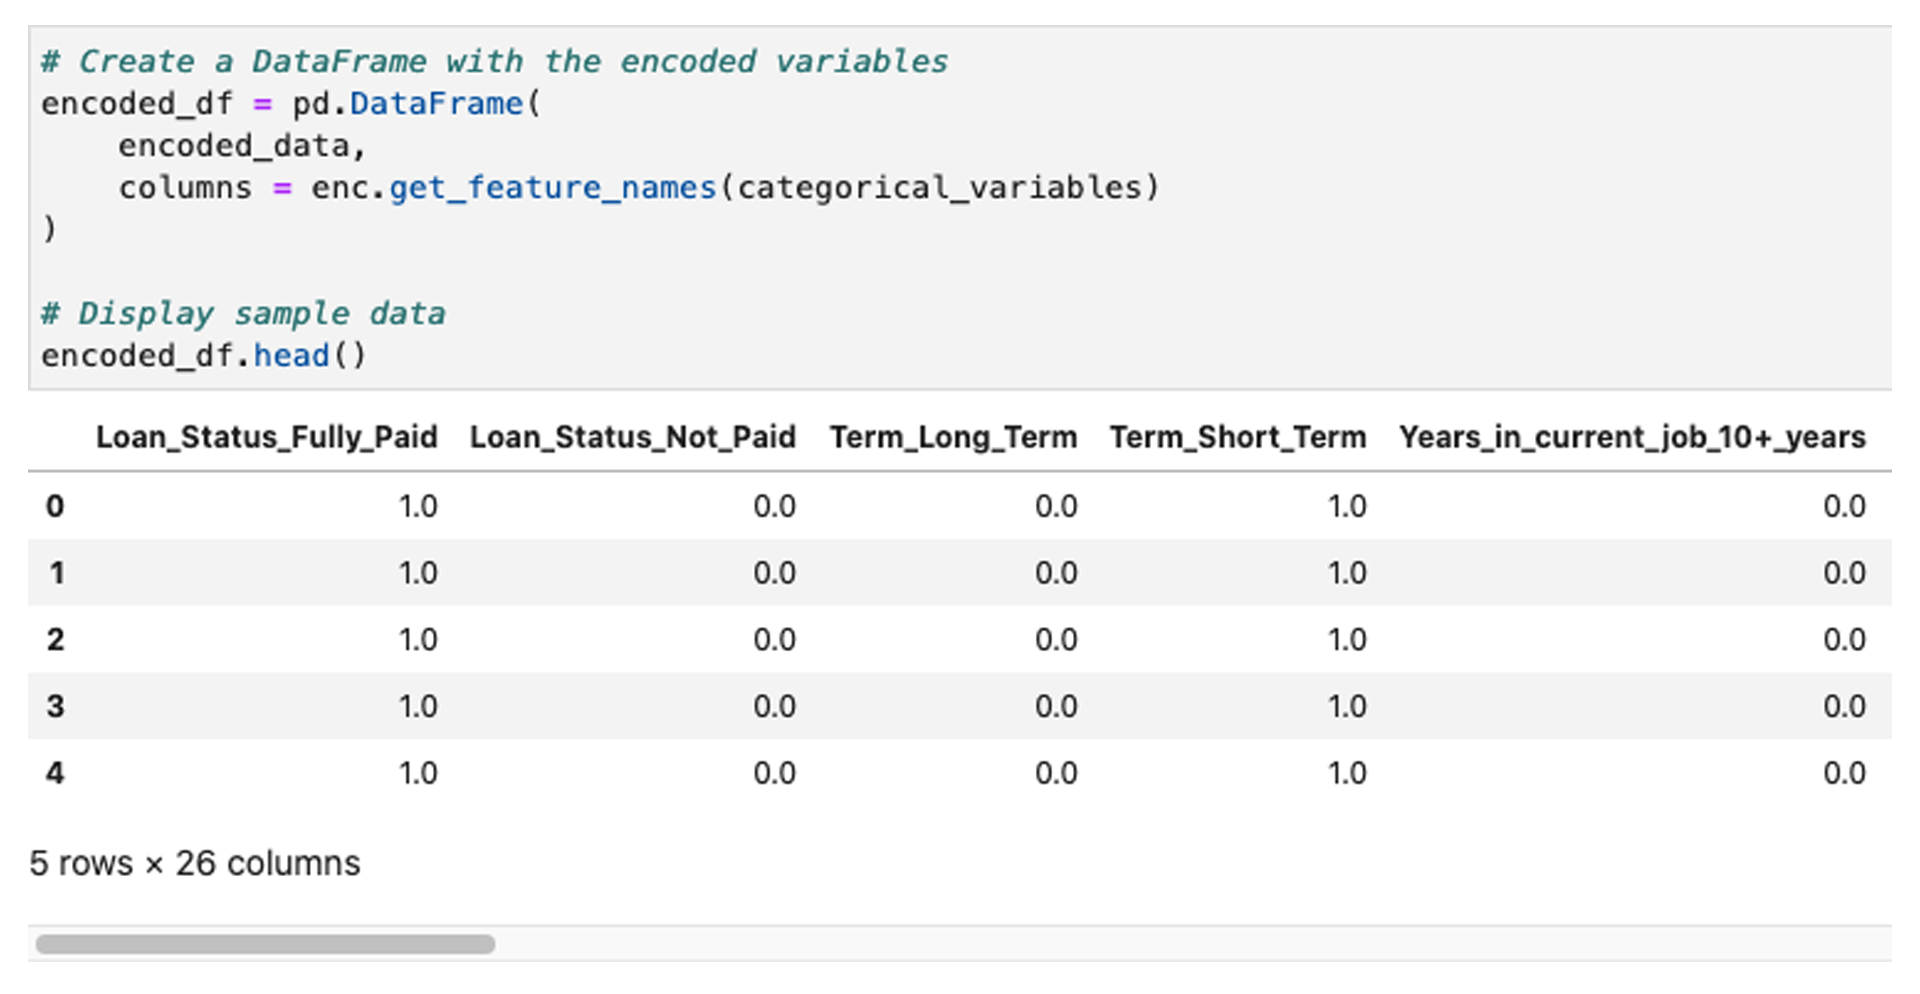 # Create a DataFrame with the encoded variables
encoded_df = pd.DataFrame(
    encoded_data,
    columns = enc.get_feature_names(categorical_variables)
)
# Display sample data
encoded_df.head()
Loan_Status_Fully_Paid Loan_Status_Not_Paid Term_Long_Term Term_Short_Term Years_in_current_job_10+_years
0 1.0 0.0 0.0 1.0 0.0
1 1.0 0.0 0.0 1.0 0.0
2 1.0 0.0 0.0 1.0 0.0
3 1.0 0.0 0.0 1.0 0.0
4 1.0 0.0 0.0 1.0 0.0
5 rows × 26 columns